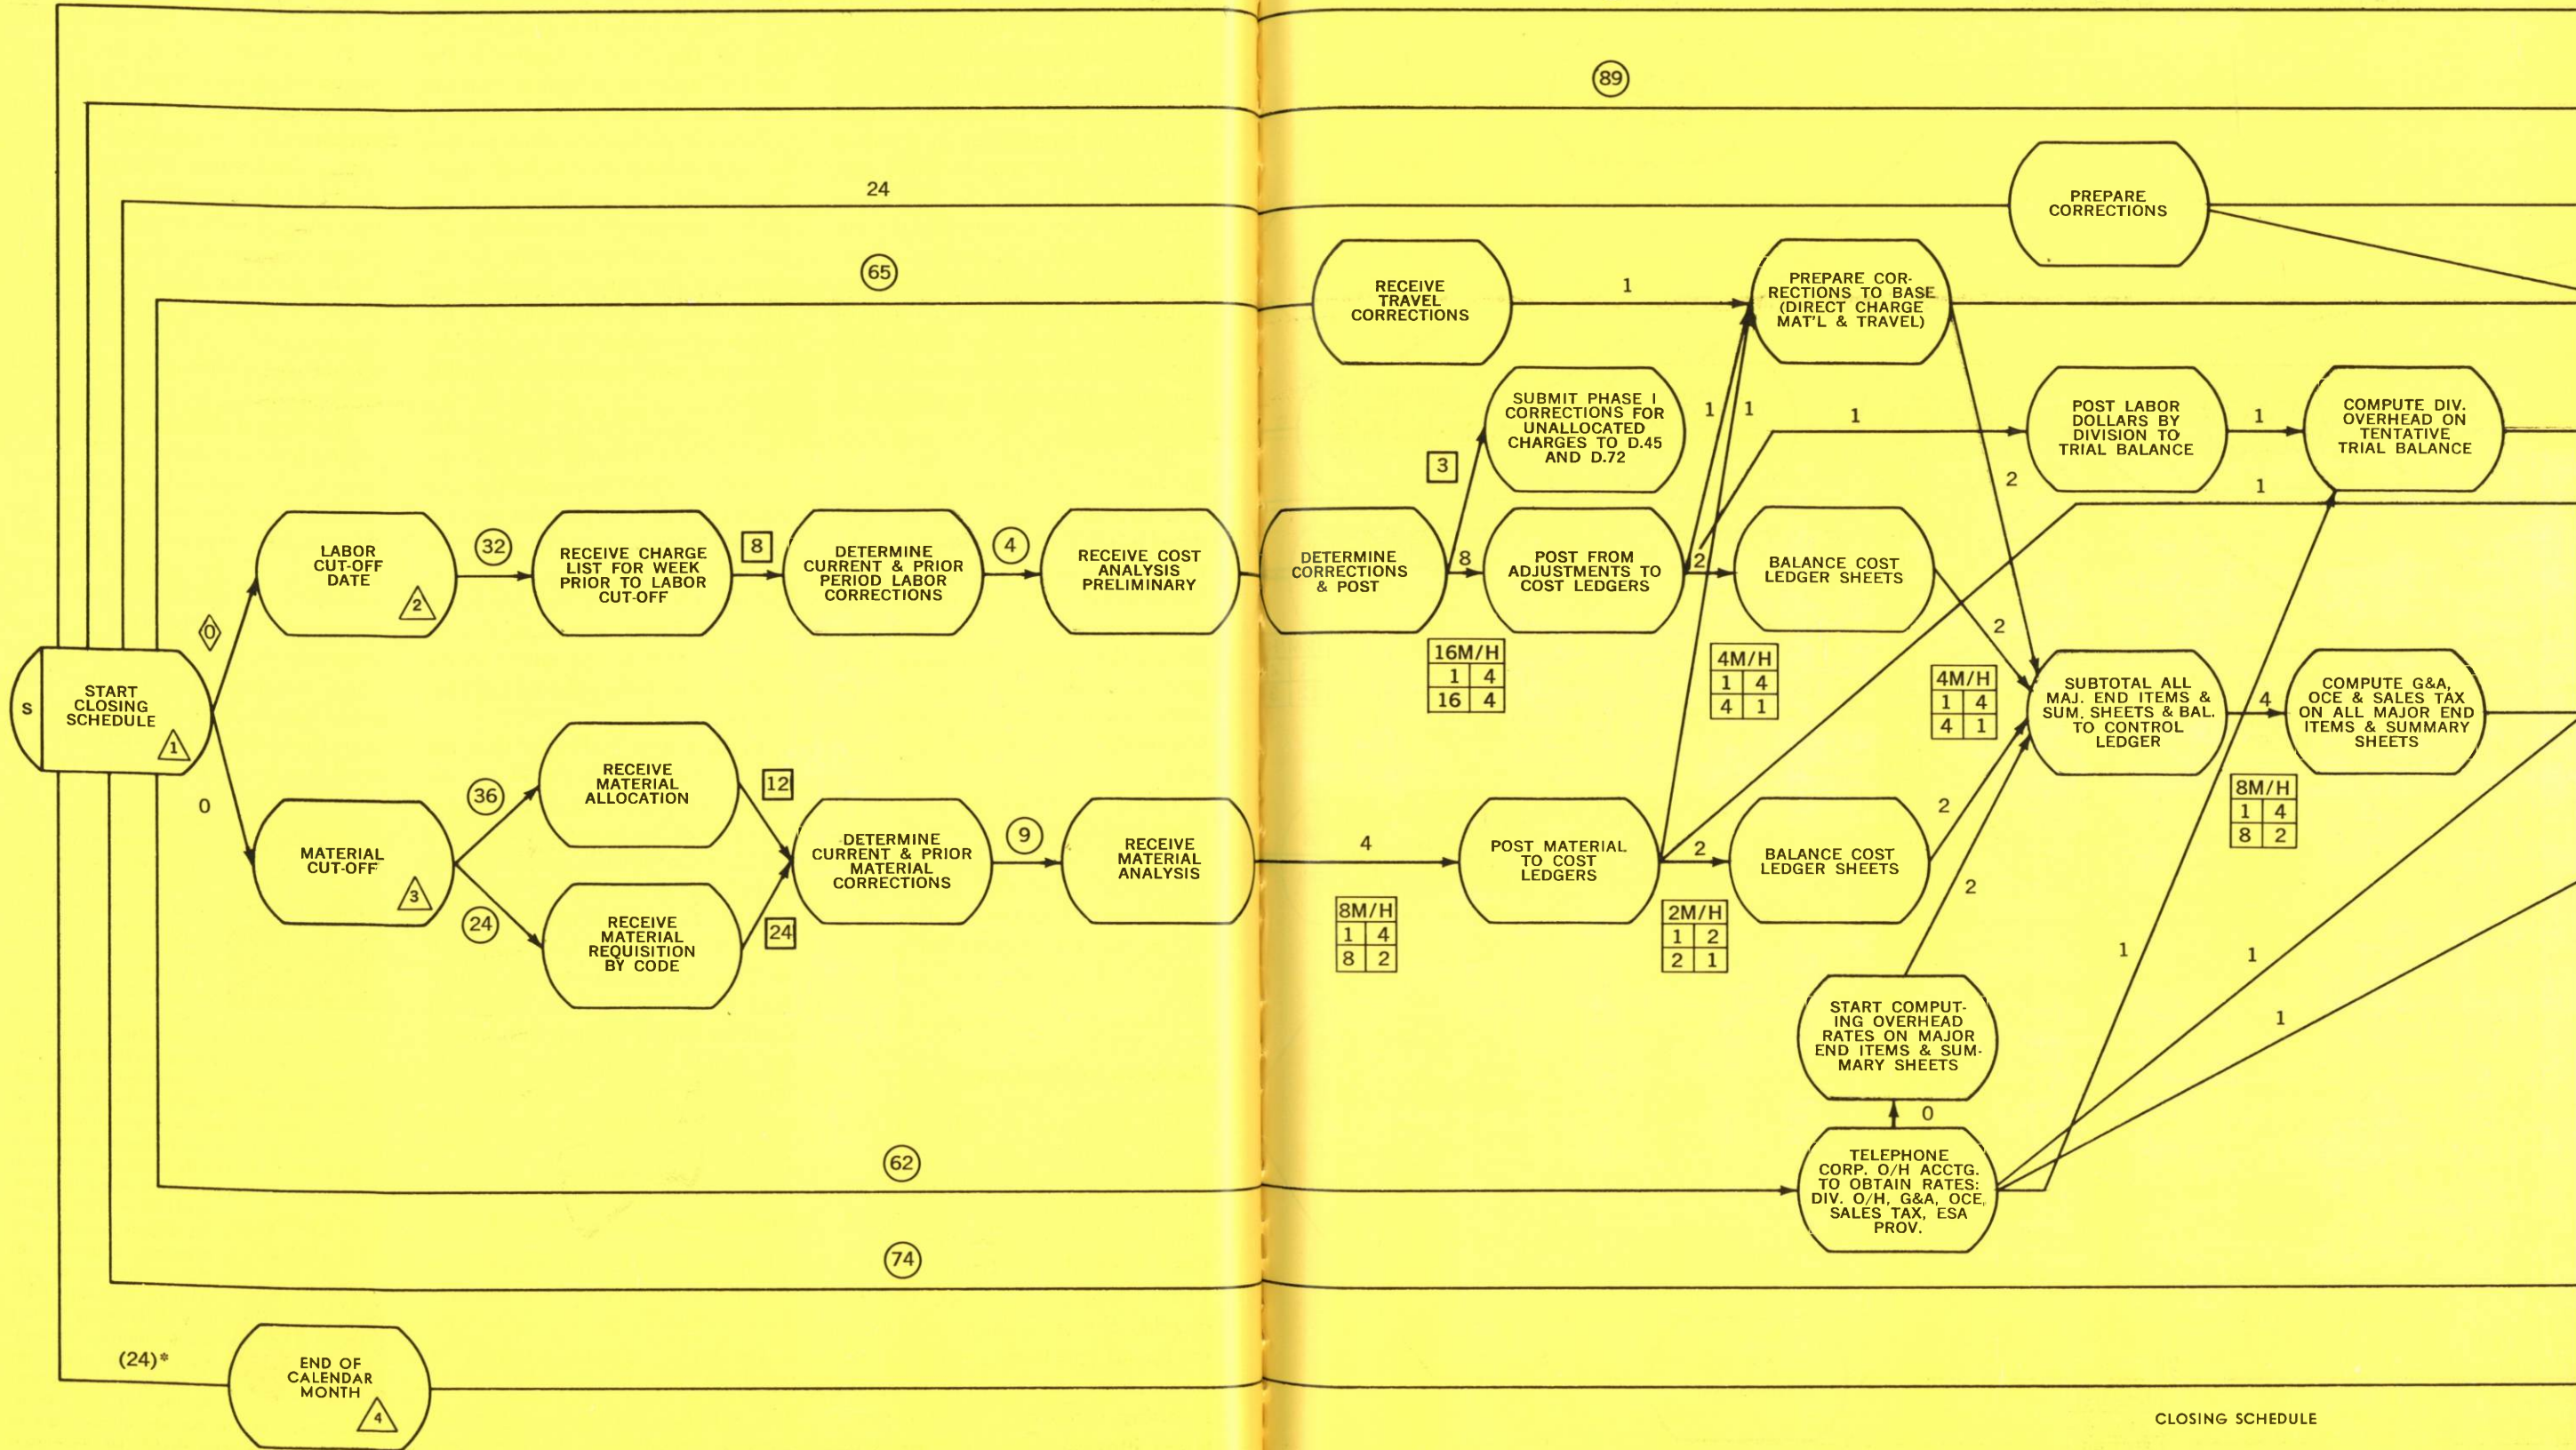 89
24
PREPARE
CORRECTIONS
65
RECEIVE
TRAVEL
CORRECTIONS
1
PREPARE COR-
RECTIONS TO BASE
(DIRECT CHARGE
MAT'L & TRAVEL)
SUBMIT PHASE I
CORRECTIONS FOR
UNALLOCATED
CHARGES TO D.45
AND D.72
3
1
1
1
POST LABOR
DOLLARS BY
DIVISION TO
TRIAL BALANCE
1
COMPUTE DIV.
OVERHEAD ON
TENTATIVE
TRIAL BALANCE
2
1
LABOR
CUT-OFF
DATE
2
32
RECEIVE CHARGE
LIST FOR WEEK
PRIOR TO LABOR
CUT-OFF
8
DETERMINE
CURRENT & PRIOR
PERIOD LABOR
CORRECTIONS
4
RECEIVE COST
ANALYSIS
PRELIMINARY
DETERMINE
CORRECTIONS
& POST
8
POST FROM
ADJUSTMENTS TO
COST LEDGERS
2
BALANCE COST
LEDGER SHEETS
2
0
S
START
CLOSING
SCHEDULE
1
0
16M/H
1 4
16 4
4M/H
1 4
4 1
4M/H
1 4
4 1
SUBTOTAL ALL
MAJ. END ITEMS &
SUM. SHEETS & BAL.
TO CONTROL
LEDGER
4
COMPUTE G&A,
OCE & SALES TAX
ON ALL MAJOR END
ITEMS & SUMMARY
SHEETS
8M/H
1 4
8 2
MATERIAL
CUT-OFF
3
36
RECEIVE
MATERIAL
ALLOCATION
12
24
RECEIVE
MATERIAL
REQUISITION
BY CODE
24
DETERMINE
CURRENT & PRIOR
MATERIAL
CORRECTIONS
9
RECEIVE
MATERIAL
ANALYSIS
4
8M/H
1 4
8 2
POST MATERIAL
TO COST
LEDGERS
2
2M/H
1 2
2 1
BALANCE COST
LEDGER SHEETS
2
2
1
1
1
START COMPUT-
ING OVERHEAD
RATES ON MAJOR
END ITEMS & SUM-
MARY SHEETS
0
62
TELEPHONE
CORP. O/H ACCTG.
TO OBTAIN RATES:
DIV. O/H, G&A, OCE,
SALES TAX, ESA
PROV.
74
(24)*
END OF
CALENDAR
MONTH
4
CLOSING SCHEDULE